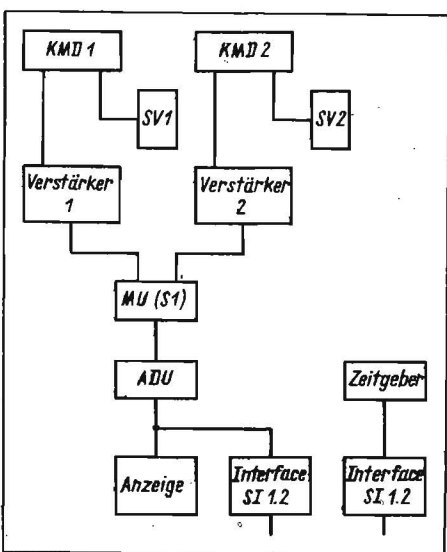 KMD 1
KMD 2
SV1
SV2
Verstärker
1
Verstärker
2
MU (S1)
ADU
Zeitgeber
Anzeige
Interface
SI 1.2
Interface
SI 1.2